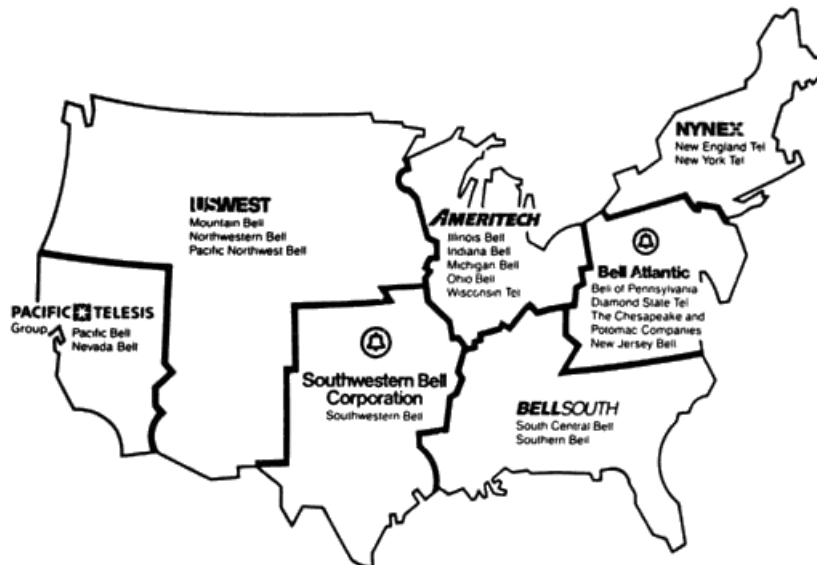 NYNEX
New England Tel
New York Tel
USWEST
Mountain Bell
Northwestern Bell
Pacific Northwest Bell
AMERITECH
Illinois Bell
Indiana Bell
Michigan Bell
Ohio Bell
Wisconsin Tel
Bell Atlantic
Bell of Pennsylvania
Diamond State Tel
The Chesapeake and
Potomac Companies
New Jersey Bell
PACIFIC TELESIS
Group
Pacific Bell
Nevada Bell
Southwestern Bell
Corporation
Southwestern Bell
BELLSOUTH
South Central Bell
Southern Bell